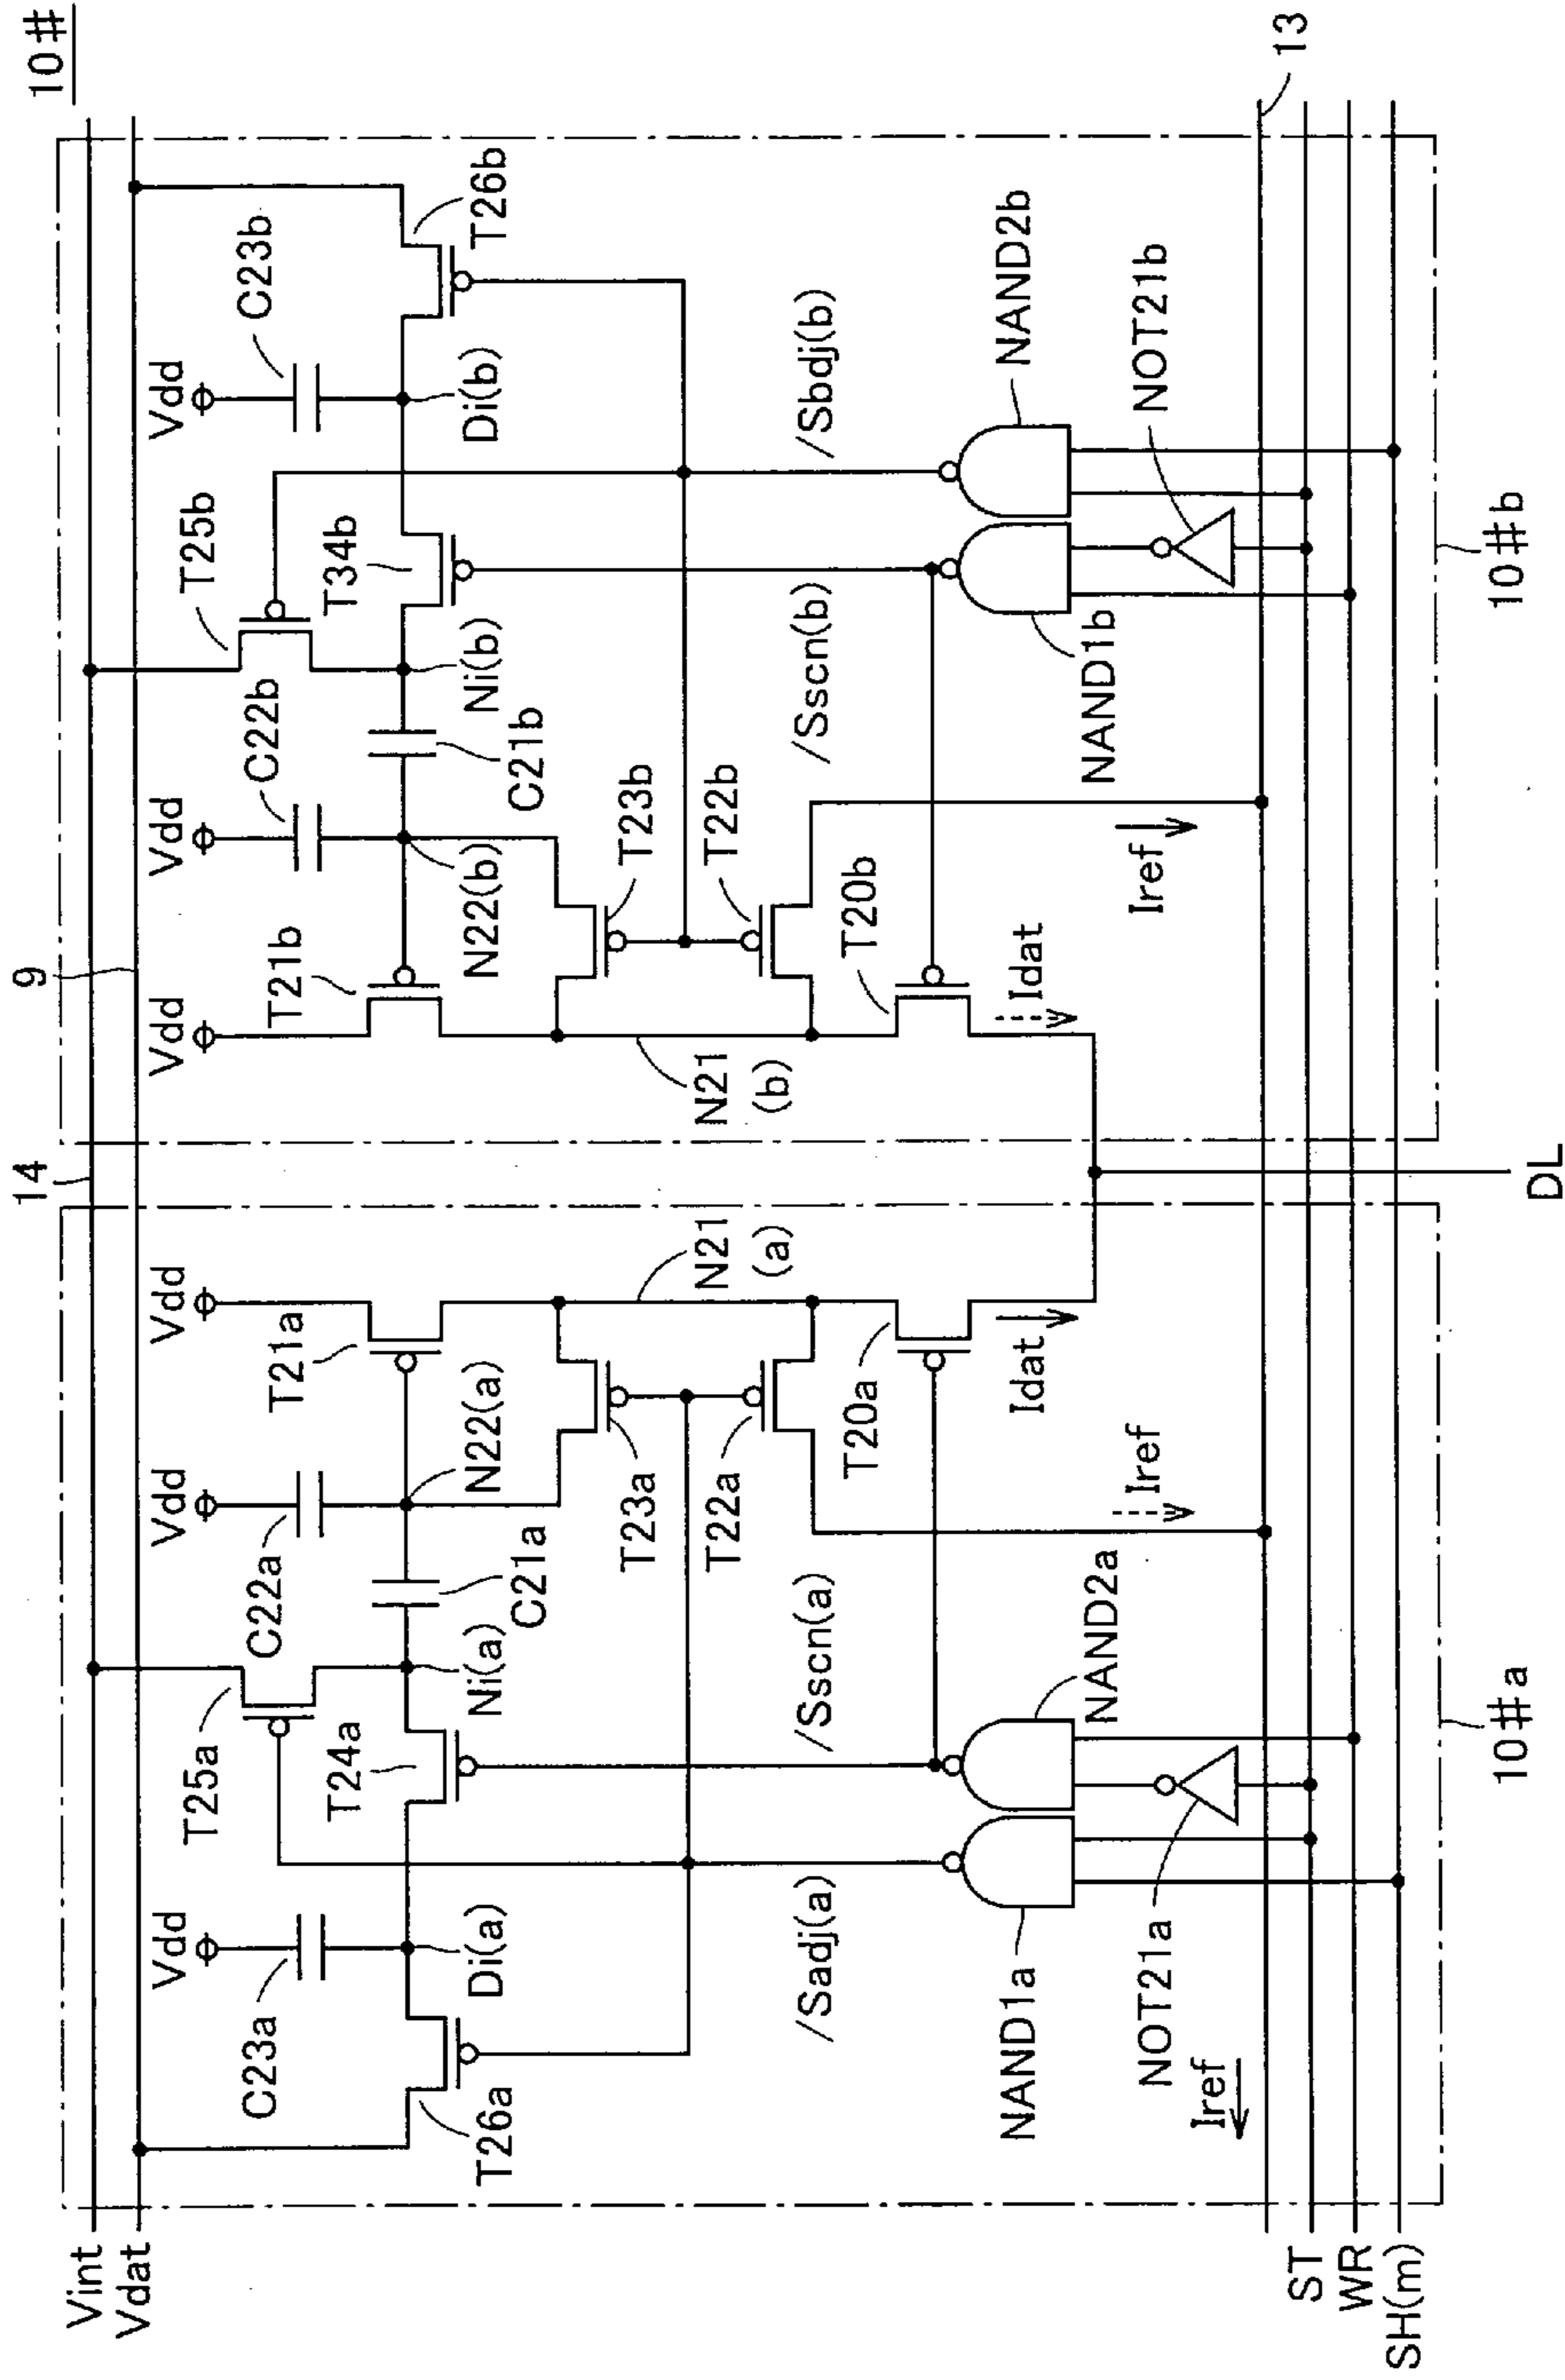 10#
14
9
Vint
Vdat
Vdd
Vdd
Vdd
Vdd
Vdd
Vdd
C23a
T25a
C22a
T21a
T21b
C22b
T25b
C23b
T26a
Di(a)
T24a
Ni(a)
C21a
N22(a)
N22(b)
C21b
Ni(b)
T34b
Di(b)
T26b
T23a
N21
(a)
N21
(b)
T23b
T22a
T22b
/Sadj(a)
/Sscn(a)
T20a
T20b
/Sscn(b)
/Sbdj(b)
Idat
Idat
NAND1a
NAND2a
NAND1b
NAND2b
Iref
Iref
NOT21a
NOT21b
Iref
13
ST
WR
SH(m)
10#a
DL
10#b